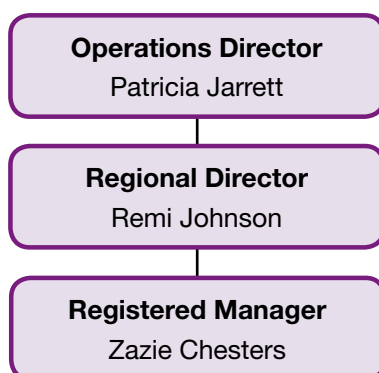 Operations Director
Patricia Jarrett
Regional Director
Remi Johnson
Registered Manager
Zazie Chesters